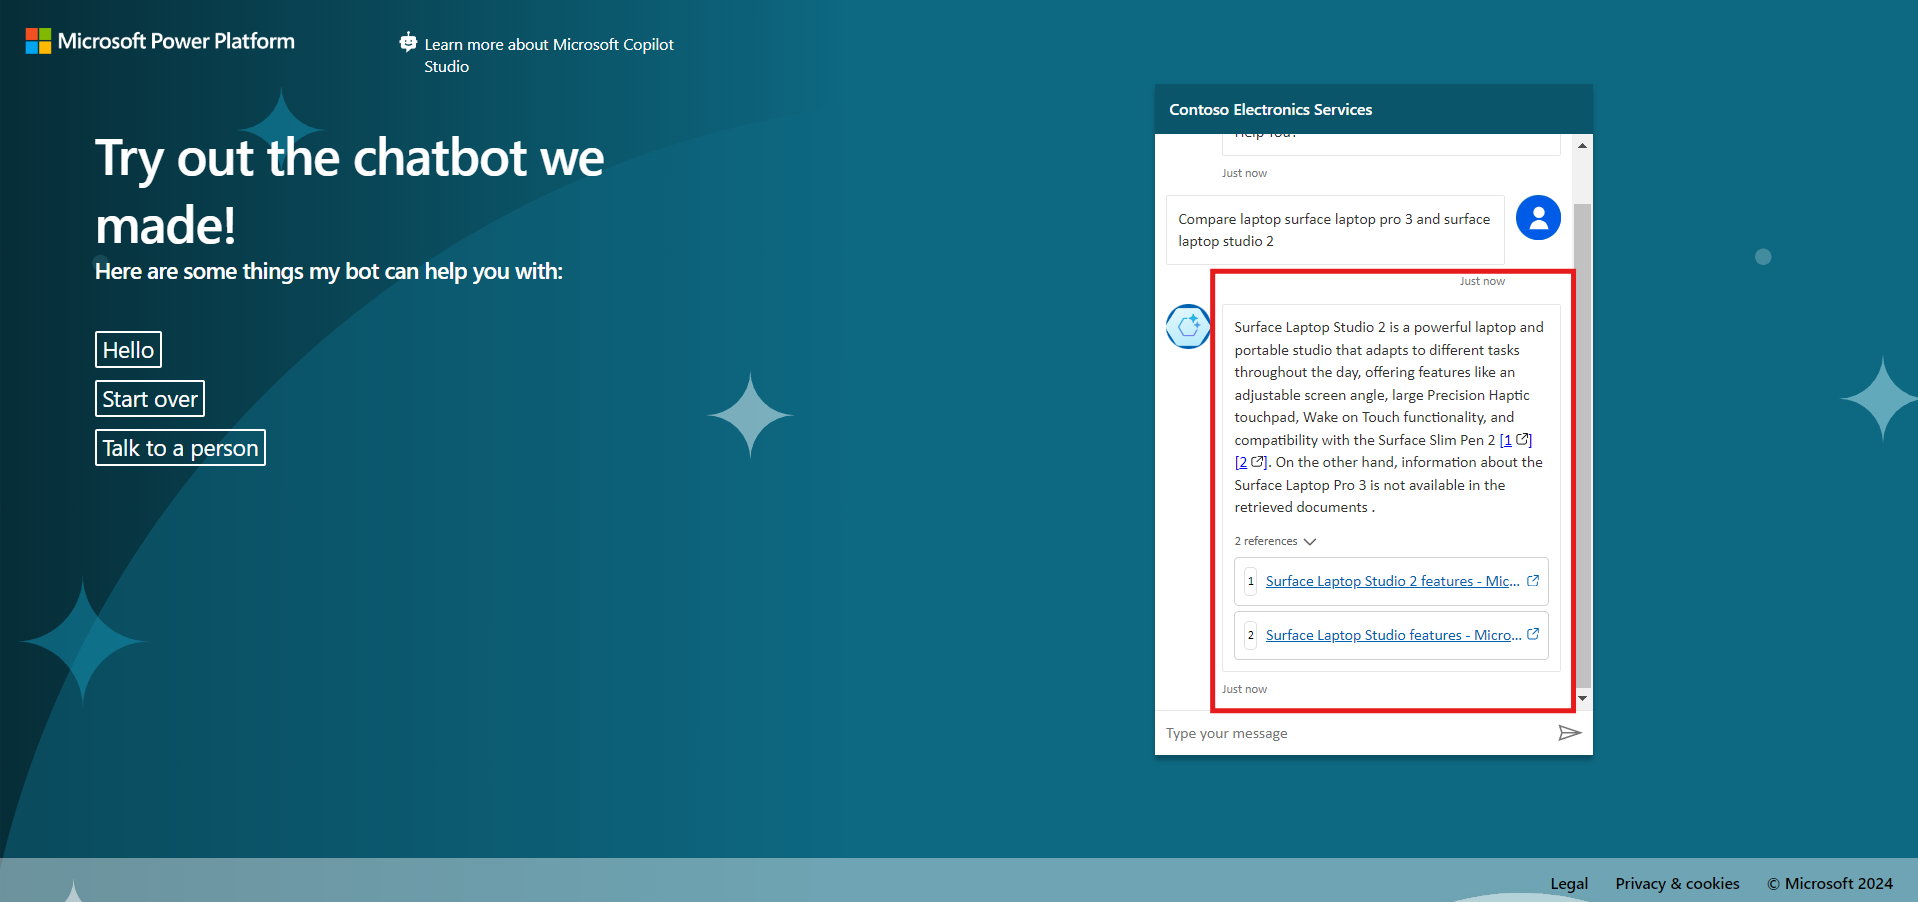 Microsoft Power Platform
Learn more about Microsoft Copilot
Studio
Try out the chatbot we
made!
Here are some things my bot can help you with:
Hello
Start over
Talk to a person
Contoso Electronics Services
Help You?
Just now
Compare laptop surface laptop pro 3 and surface
laptop studio 2
Just now
Surface Laptop Studio 2 is a powerful laptop and
portable studio that adapts to different tasks
throughout the day, offering features like an
adjustable screen angle, large Precision Haptic
touchpad, Wake on Touch functionality, and
compatibility with the Surface Slim Pen 2 [1]
[2]. On the other hand, information about the
Surface Laptop Pro 3 is not available in the
retrieved documents .
2 references
1 Surface Laptop Studio 2 features - Mic...
2 Surface Laptop Studio features - Micro...
Just now
Type your message
Legal Privacy & cookies © Microsoft 2024